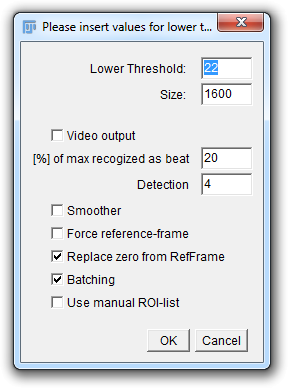 Please insert values for lower t...
Lower Threshold: 22
Size: 1600
Video output
[%] of max recogized as beat 20
Detection 4
Smoother
Force reference-frame
Replace zero from RefFrame
Batching
Use manual ROI-list
OK Cancel